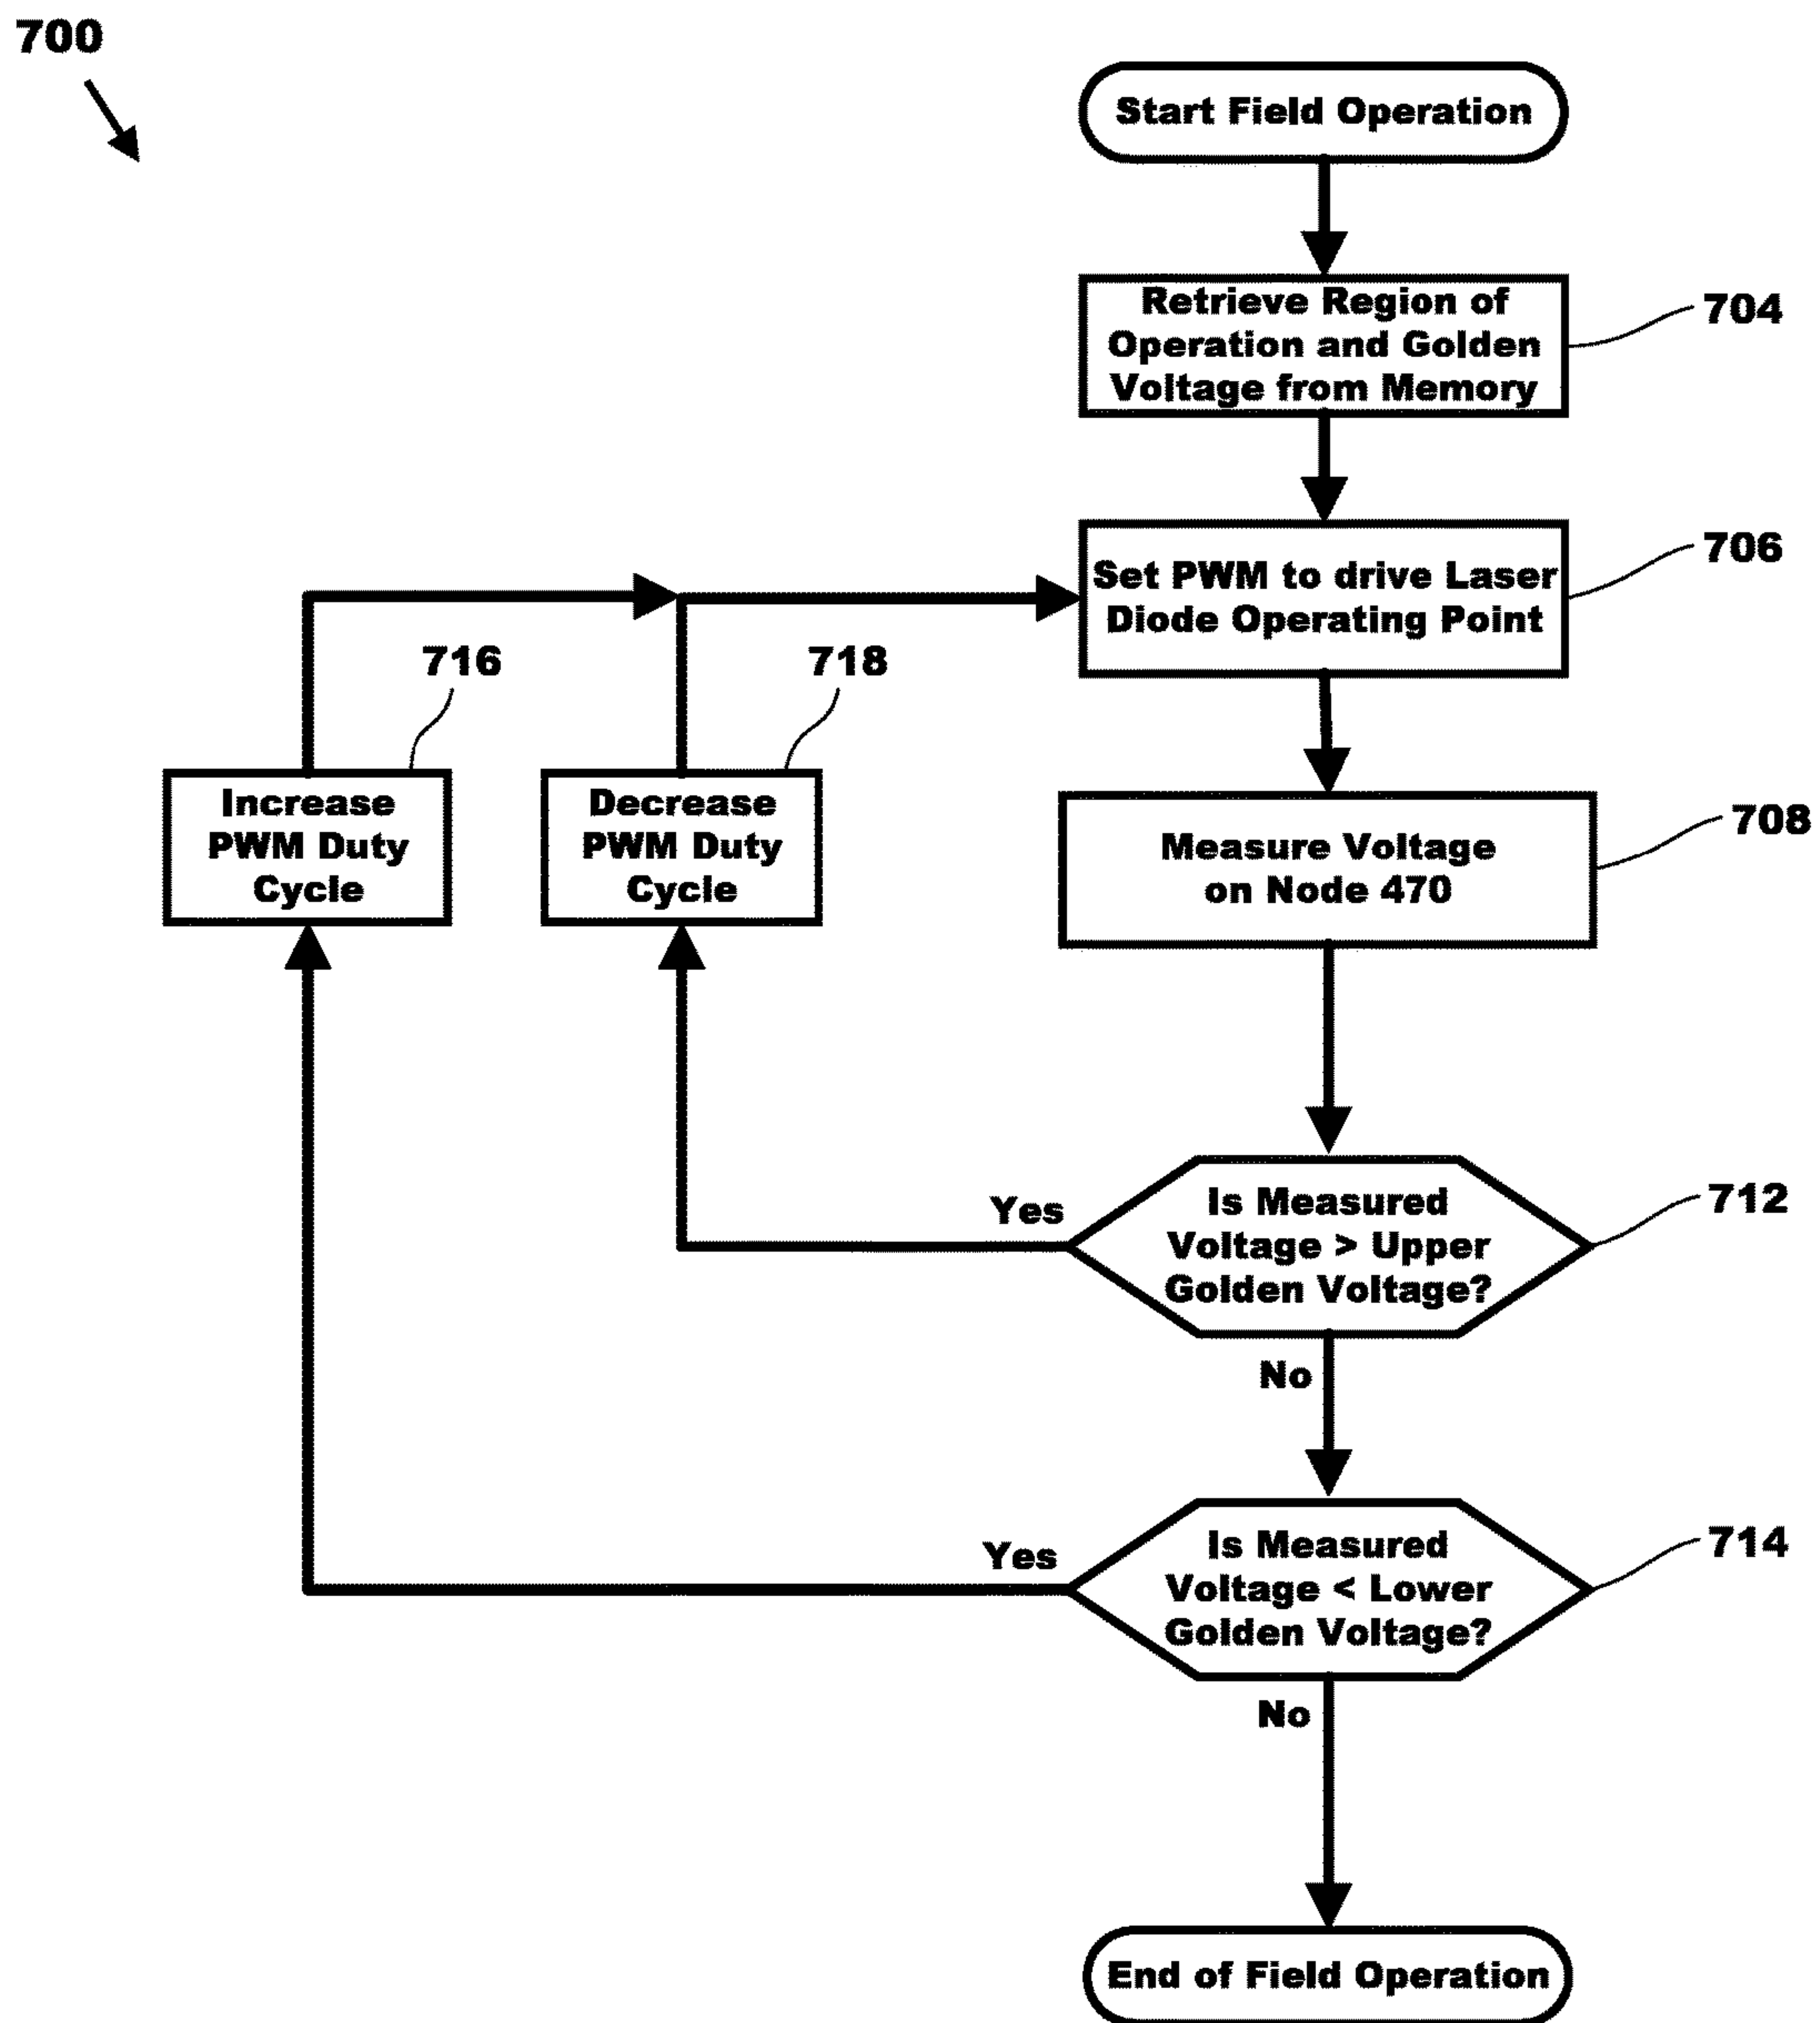 700
Start Field Operation
Retrieve Region of
Operation and Golden
Voltage from Memory
704
Set PWM to drive Laser
Diode Operating Point
706
716
718
Increase
PWM Duty
Cycle
Decrease
PWM Duty
Cycle
Measure Voltage
on Node 470
708
Yes
Is Measured
Voltage > Upper
Golden Voltage?
712
No
Yes
Is Measured
Voltage < Lower
Golden Voltage?
714
No
End of Field Operation